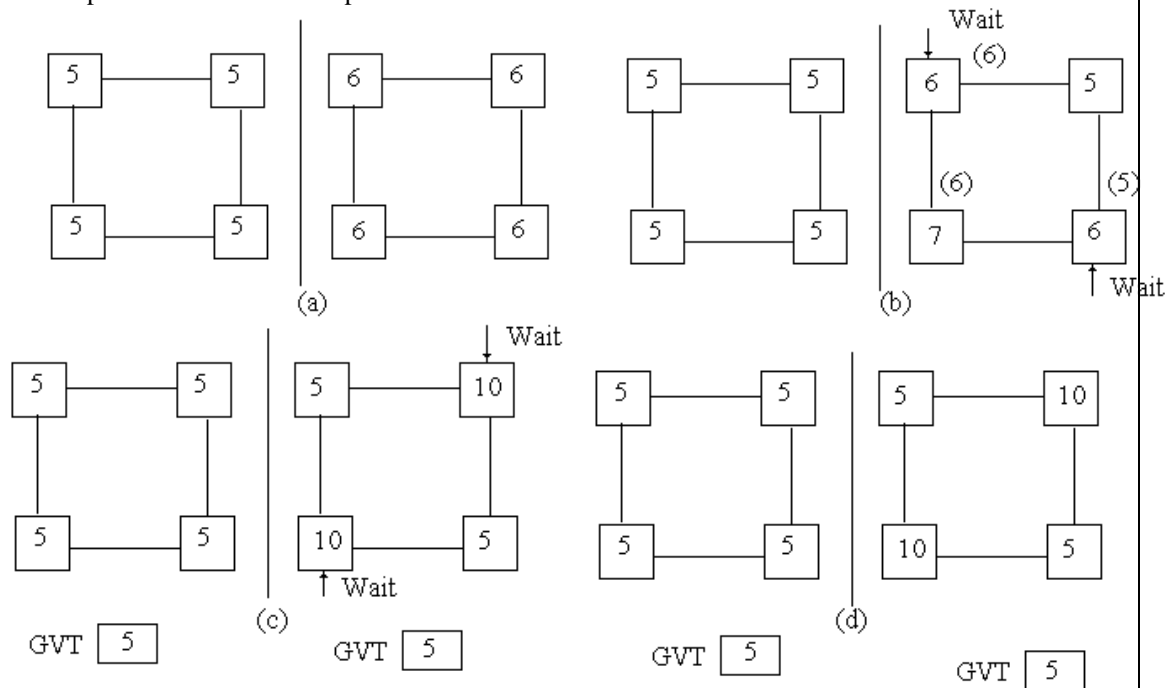 Wait
5 5 6 6 5 5 6 (6) 5
(6) (5)
5 5 6 6 5 5 7 6
Wait
(a) (b)
Wait
5 5 5 10 5 5 5 10
5 5 10 5 5 5 10 5
Wait
(c) (d)
GVT 5 GVT 5 GVT 5 GVT 5